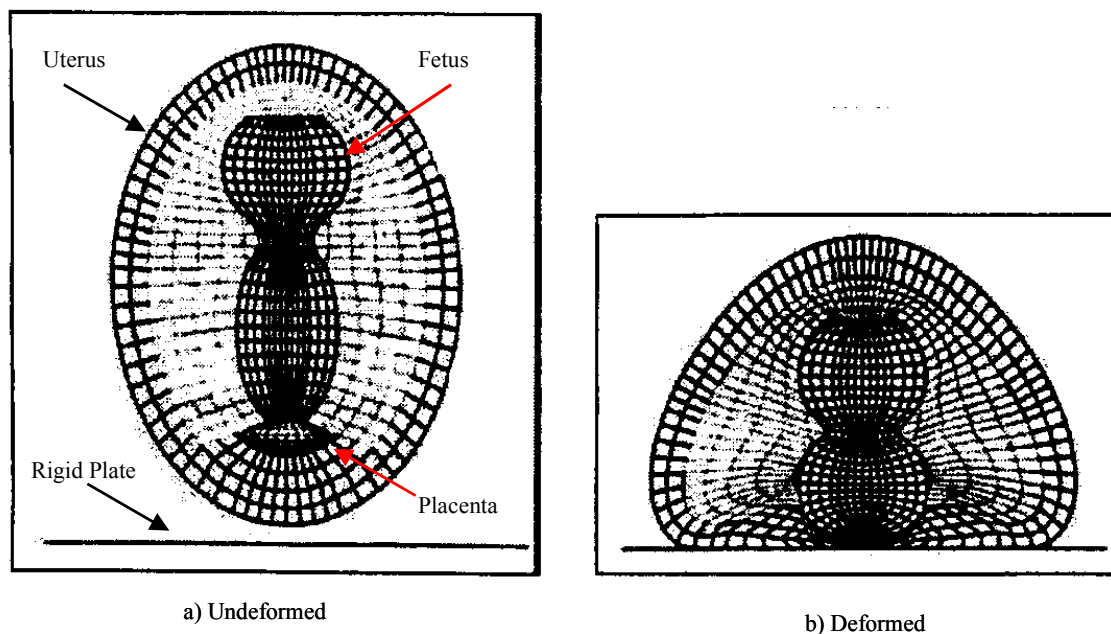 Uterus
Fetus
Rigid Plate
Placenta
a) Undeformed
b) Deformed